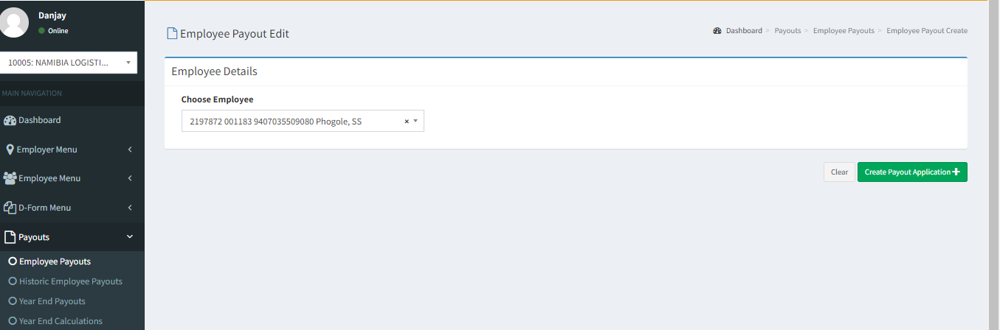 Danjay
Online
10005: NAMIBIA LOGISTI...
MAIN NAVIGATION
Dashboard
Employer Menu
Employee Menu
D-Form Menu
Payouts
Employee Payouts
Historic Employee Payouts
Year End Payouts
Year End Calculations
Employee Payout Edit
Dashboard > Payouts > Employee Payouts > Employee Payout Create
Employee Details
Choose Employee
2197872 001183 9407035509080 Phogole, SS × 
Clear
Create Payout Application